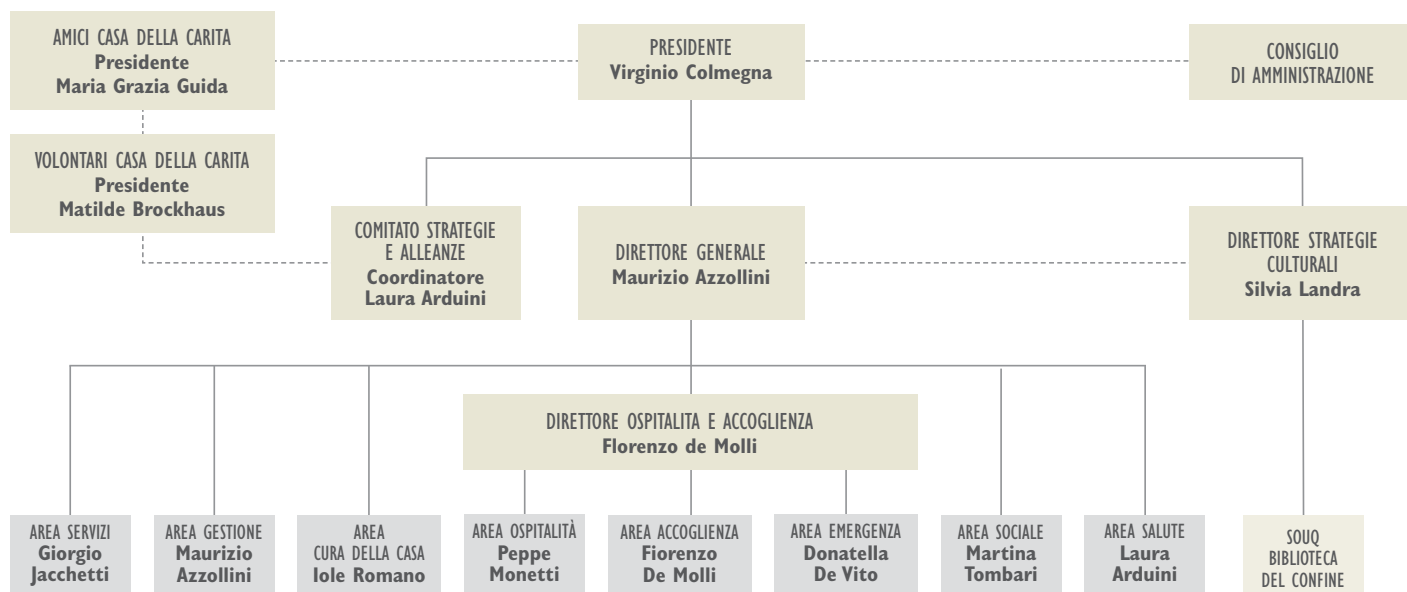 AMICI CASA DELLA CARITA
Presidente
Maria Grazia Guida
PRESIDENTE
Virginio Colmegna
CONSIGLIO
DI AMMINISTRAZIONE
VOLONTARI CASA DELLA CARITA
Presidente
Matilde Brockhaus
COMITATO STRATEGIE
E ALLEANZE
Coordinatore
Laura Arduini
DIRETTORE GENERALE
Maurizio Azzollini
DIRETTORE STRATEGIE
CULTURALI
Silvia Landra
DIRETTORE OSPITALITA E ACCOGLIENZA
Florenzo de Molli
AREA SERVIZI
Giorgio
Jacchetti
AREA GESTIONE
Maurizio
Azzollini
AREA
CURA DELLA CASA
Iole Romano
AREA OSPITALITÀ
Peppe
Monetti
AREA ACCOGLIENZA
Fiorenzo
De Molli
AREA EMERGENZA
Donatella
De Vito
AREA SOCIALE
Martina
Tombari
AREA SALUTE
Laura
Arduini
SOUQ
BIBLIOTECA
DEL CONFINE